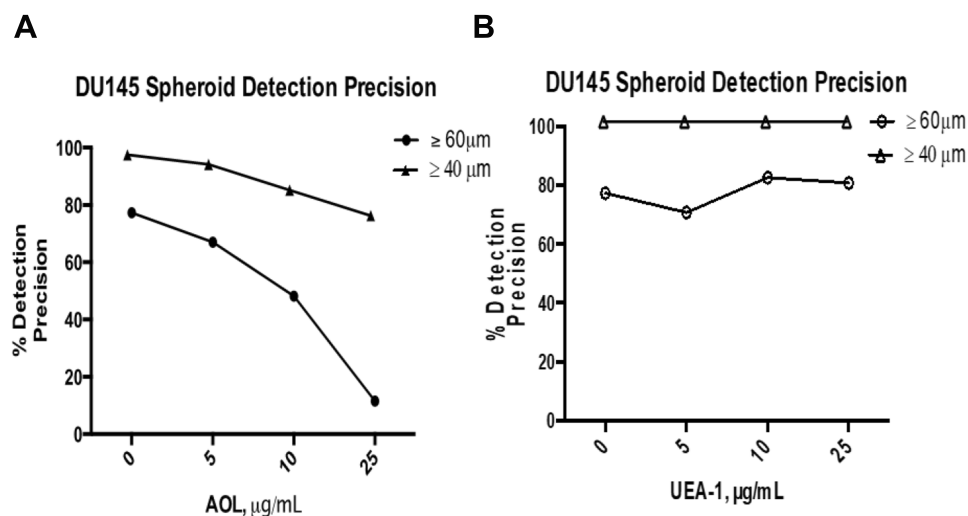 A
DU145 Spheroid Detection Precision
≥ 60μm
≥ 40 μm
100
80
60
40
20
0
% Detection
Precision
0
5
10
25
AOL, μg/mL
B
DU145 Spheroid Detection Precision
≥ 60μm
≥ 40 μm
100
80
60
40
20
0
% Detection
Precision
0
5
10
25
UEA-1, μg/mL